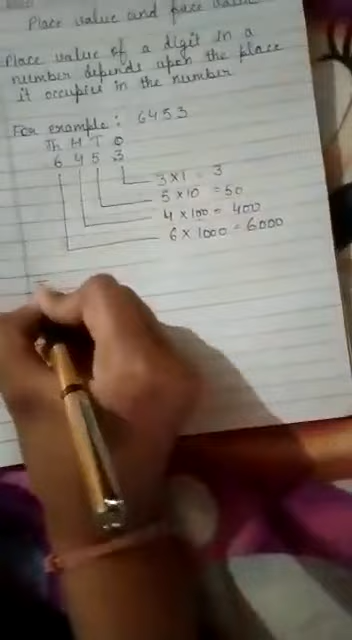 Place value and face value
Place value of a digit in a
number depends upon the place
it occupies in the number
For example: 6453
Th H T O
6 4 5 3
3 x 1 = 3
5 x 10 = 50
4 x 100 = 400
6 x 1000 = 6000